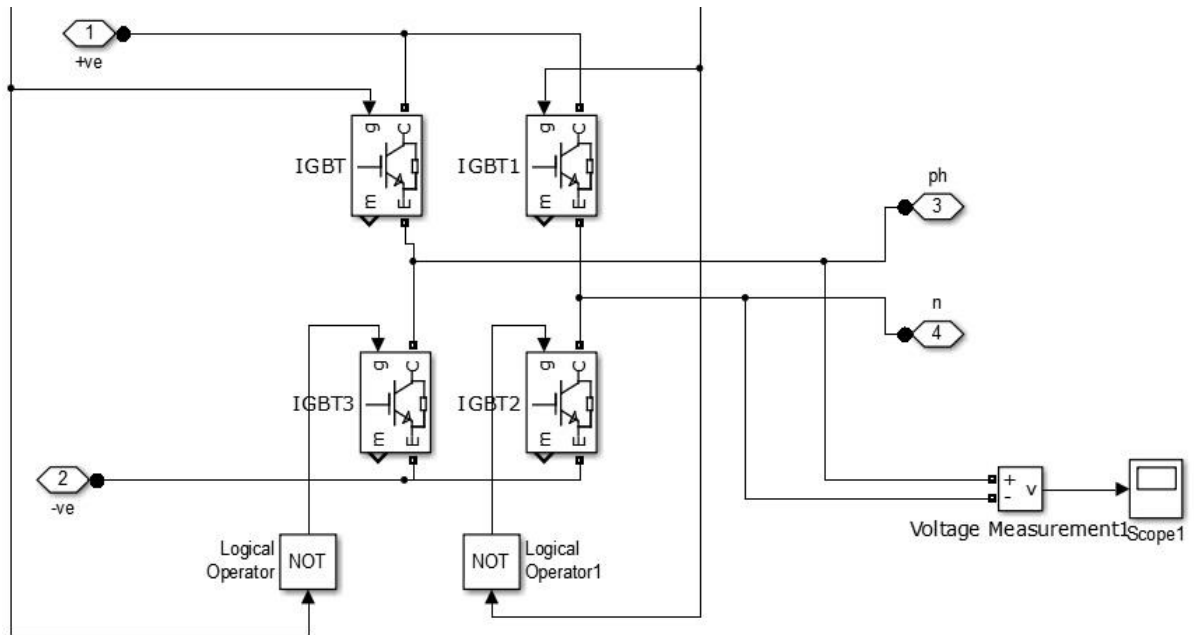 1
+ve
g
C
IGBT
m
E
g
C
IGBT1
m
E
ph
3
n
4
g
C
IGBT3
m
E
g
C
IGBT2
m
E
2
-ve
+
-
v
Voltage Measurement1
Scope1
Logical
Operator
NOT
NOT
Logical
Operator1